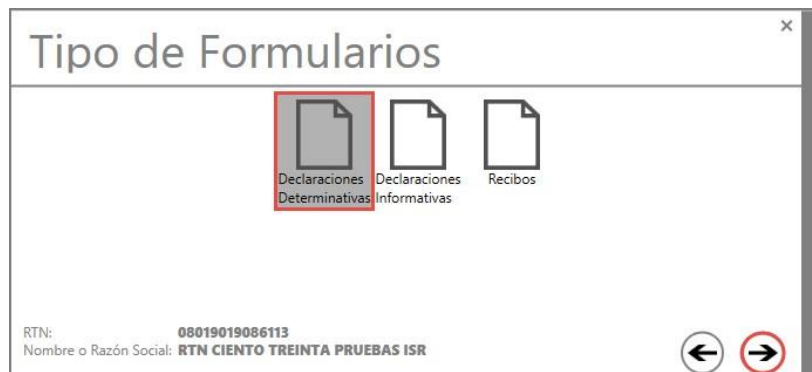 Tipo de Formularios
Declaraciones Determinativas
Declaraciones Informativas
Recibos
RTN: 08019019086113
Nombre o Razón Social: RTN CIENTO TREINTA PRUEBAS ISR